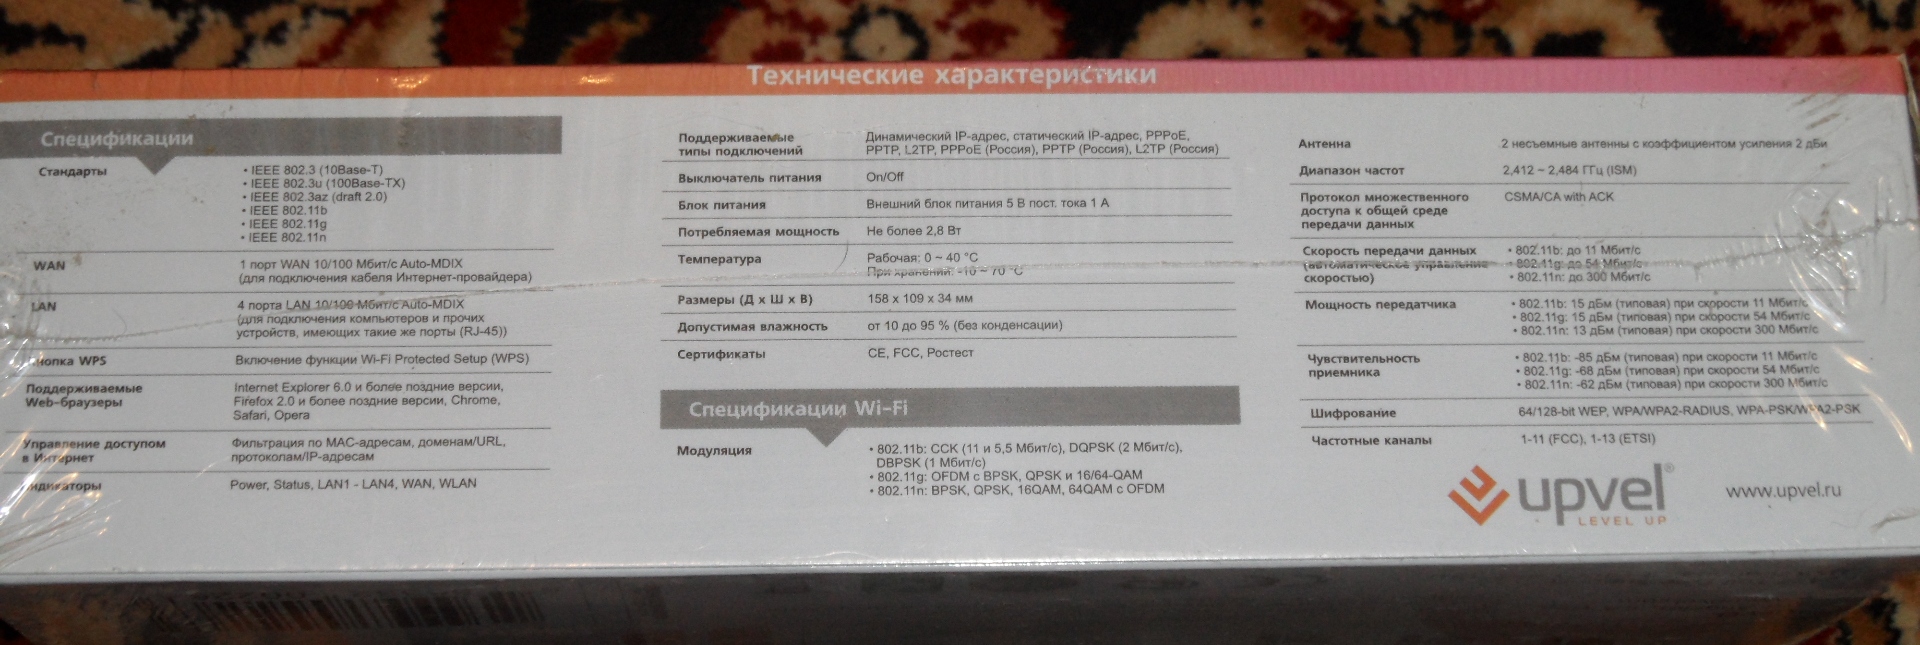 Технические характеристики
Спецификации
Стандарты
• IEEE 802.3 (10Base-T)
• IEEE 802.3u (100Base-TX)
• IEEE 802.3az (draft 2.0)
• IEEE 802.11b
• IEEE 802.11g
• IEEE 802.11n
WAN
1 порт WAN 10/100 Мбит/с Auto-MDIX
(для подключения кабеля Интернет-провайдера)
LAN
4 порта LAN 10/100 Мбит/с Auto-MDIX
(для подключения компьютеров и прочих
устройств, имеющих такие же порты (RJ-45))
Кнопка WPS
Включение функции Wi-Fi Protected Setup (WPS)
Поддерживаемые
Web-браузеры
Internet Explorer 6.0 и более поздние версии,
Firefox 2.0 и более поздние версии, Chrome,
Safari, Opera
Управление доступом
в Интернет
Фильтрация по MAC-адресам, доменам/URL,
протоколам/IP-адресам
Индикаторы
Power, Status, LAN1 - LAN4, WAN, WLAN
Поддерживаемые
типы подключений
Динамический IP-адрес, статический IP-адрес, PPPoE,
PPTP, L2TP, PPPoE (Россия), PPTP (Россия), L2TP (Россия)
Выключатель питания
On/Off
Блок питания
Внешний блок питания 5 В пост. тока 1 А
Потребляемая мощность
Не более 2,8 Вт
Температура
Рабочая: 0 ~ 40 °C
При хранении: -10 ~ 70 °C
Размеры (Д x Ш x В)
158 x 109 x 34 мм
Допустимая влажность
от 10 до 95 % (без конденсации)
Сертификаты
CE, FCC, Ростест
Спецификации Wi-Fi
Модуляция
• 802.11b: CCK (11 и 5,5 Мбит/с), DQPSK (2 Мбит/с),
DBPSK (1 Мбит/с)
• 802.11g: OFDM с BPSK, QPSK и 16/64-QAM
• 802.11n: BPSK, QPSK, 16QAM, 64QAM с OFDM
Антенна
2 несъемные антенны с коэффициентом усиления 2 дБи
Диапазон частот
2,412 ~ 2,484 ГГц (ISM)
Протокол множественного
доступа к общей среде
передачи данных
CSMA/CA with ACK
Скорость передачи данных
(автоматическое управление
скоростью)
• 802.11b: до 11 Мбит/с
• 802.11g: до 54 Мбит/с
• 802.11n: до 300 Мбит/с
Мощность передатчика
• 802.11b: 15 дБм (типовая) при скорости 11 Мбит/с
• 802.11g: 15 дБм (типовая) при скорости 54 Мбит/с
• 802.11n: 13 дБм (типовая) при скорости 300 Мбит/с
Чувствительность
приемника
• 802.11b: -85 дБм (типовая) при скорости 11 Мбит/с
• 802.11g: -68 дБм (типовая) при скорости 54 Мбит/с
• 802.11n: -62 дБм (типовая) при скорости 300 Мбит/с
Шифрование
64/128-bit WEP, WPA/WPA2-RADIUS, WPA-PSK/WPA2-PSK
Частотные каналы
1-11 (FCC), 1-13 (ETSI)
upvel®
LEVEL UP
www.upvel.ru